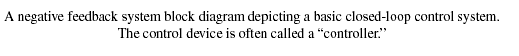 A negative feedback system block diagram depicting a basic closed-loop control system.
The control device is often called a “controller.”